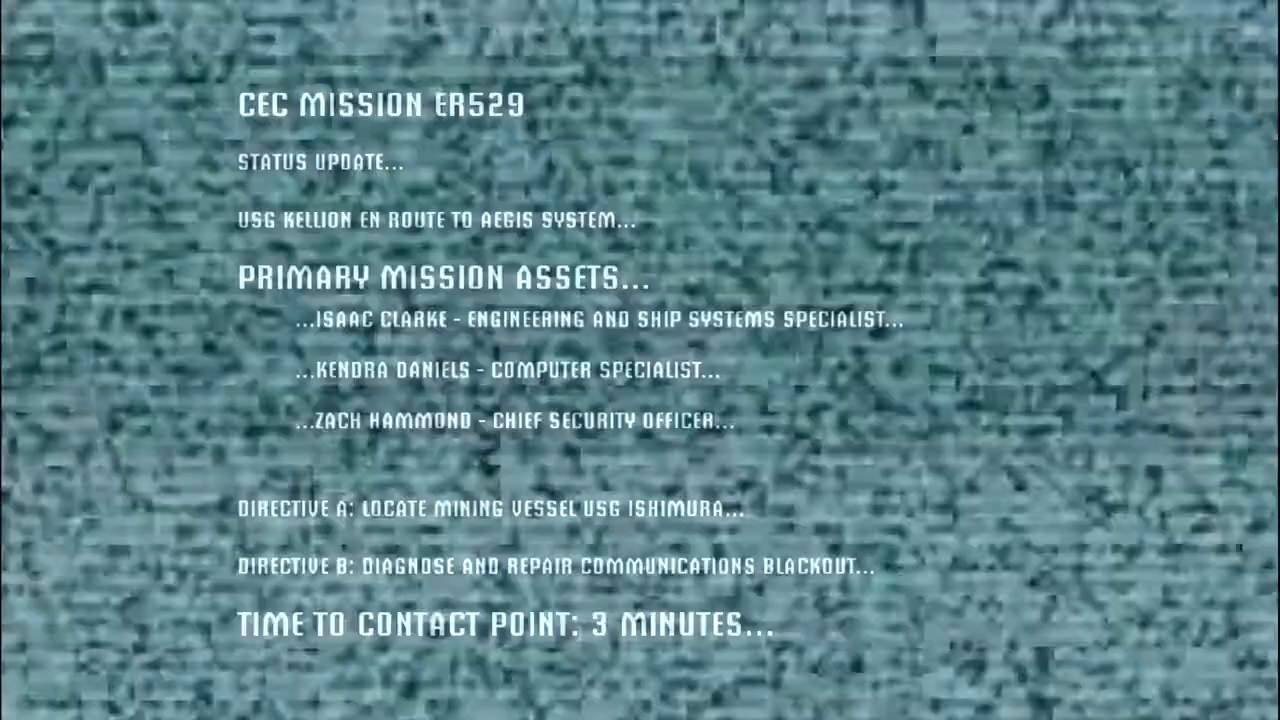 CEC MISSION ER529
STATUS UPDATE...
USG KELLION EN ROUTE TO AEGIS SYSTEM...
PRIMARY MISSION ASSETS...
...ISAAC CLARKE - ENGINEERING AND SHIP SYSTEMS SPECIALIST...
...KENDRA DANIELS - COMPUTER SPECIALIST...
...ZACH HAMMOND - CHIEF SECURITY OFFICER...
DIRECTIVE A: LOCATE MINING VESSEL USG ISHIMURA...
DIRECTIVE B: DIAGNOSE AND REPAIR COMMUNICATIONS BLACKOUT...
TIME TO CONTACT POINT: 3 MINUTES...